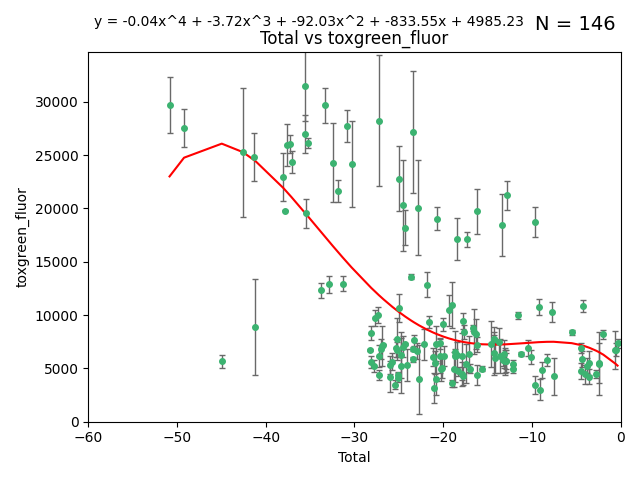 y = -0.04x^4 + -3.72x^3 + -92.03x^2 + -833.55x + 4985.23 N = 146
Total vs toxgreen_fluor
30000
25000
20000
15000
10000
5000
0
toxgreen_fluor
−60 −50 −40 −30 −20 −10 0
Total